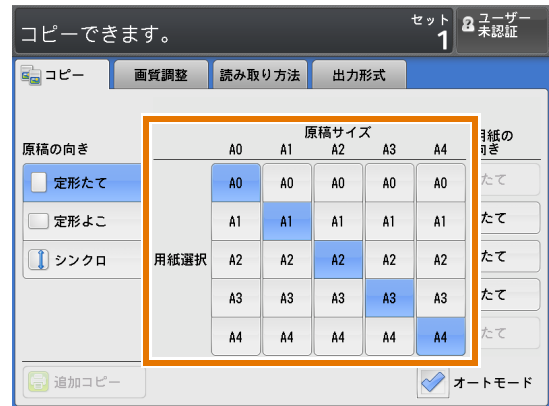 コピーできます。
セット
1
ユーザー
未認証
コピー
画質調整
読み取り方法
出力形式
原稿サイズ
原稿の向き
A0 A1 A2 A3 A4
用紙の
向き
定形たて
A0 A0 A0 A0 A0
たて
定形よこ
A1 A1 A1 A1 A1
たて
シンクロ
用紙選択
A2 A2 A2 A2 A2
たて
A3 A3 A3 A3 A3
たて
A4 A4 A4 A4 A4
たて
追加コピー
オートモード